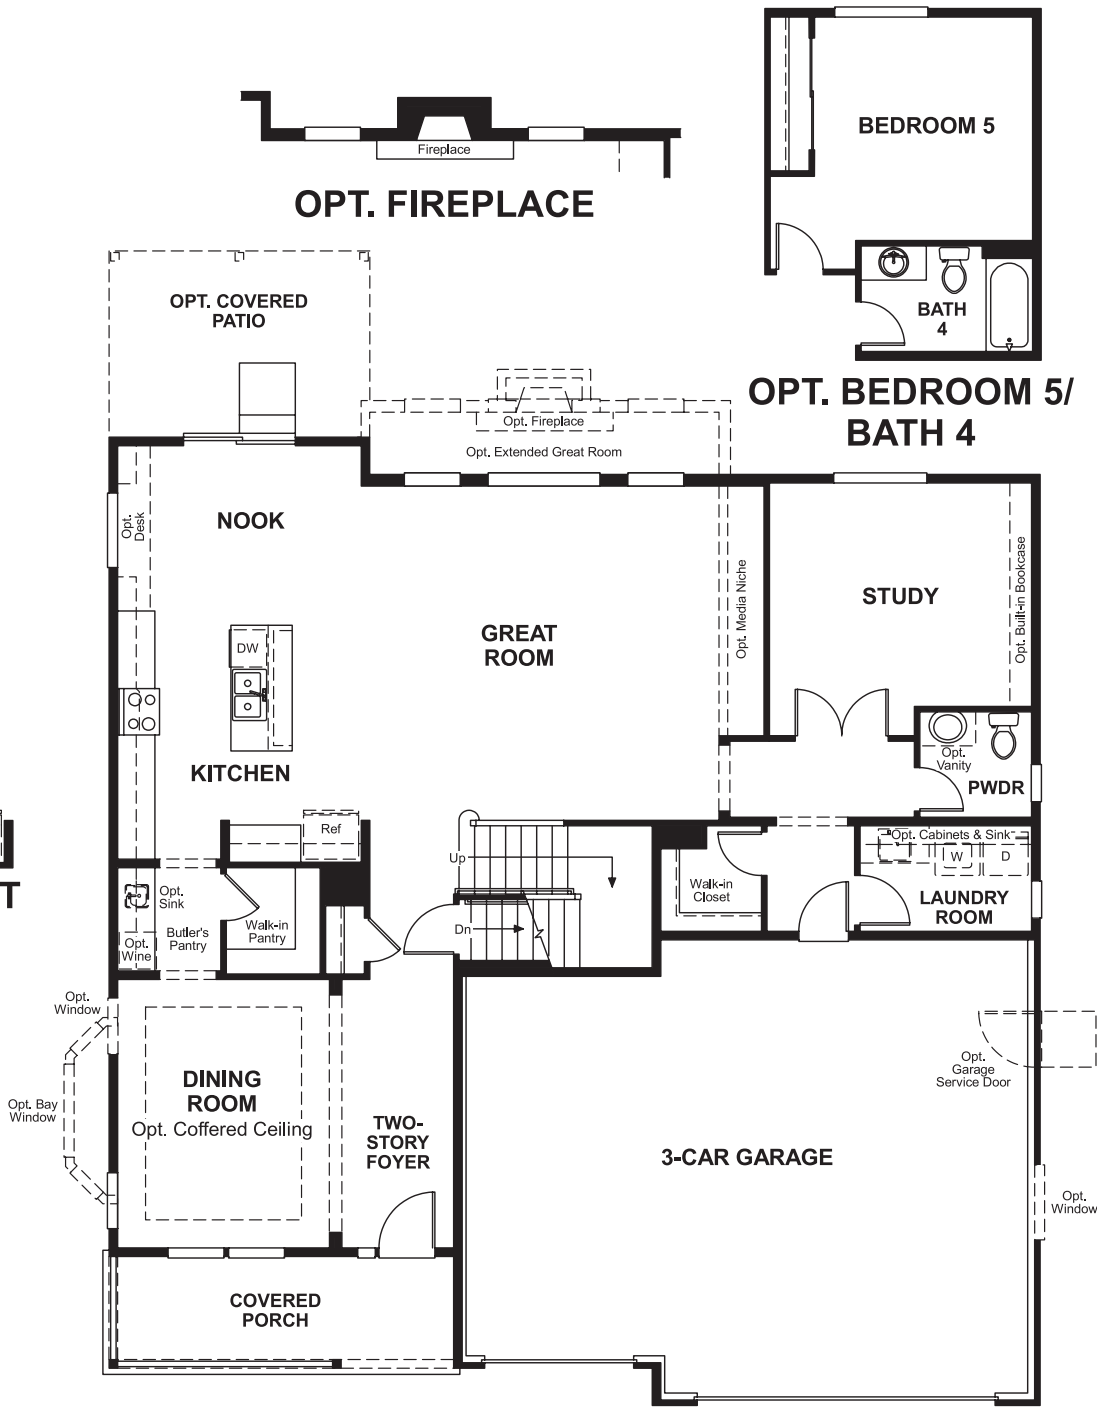 BEDROOM 5
Fireplace
OPT. FIREPLACE
BATH
4
OPT. BEDROOM 5/
BATH 4
OPT. COVERED
PATIO
Opt. Fireplace
Opt. Extended Great Room
NOOK
Opt.
Desk
GREAT
ROOM
Opt. Media Niche
STUDY
Opt. Built-in Bookcase
DW
KITCHEN
Opt.
Vanity
PWDR
Ref
Up
Opt. Cabinets & Sink
W
D
Walk-in
Closet
LAUNDRY
ROOM
T
Opt.
Sink
Butler's
Pantry
Opt.
Wine
Walk-in
Pantry
Dn
Opt.
Window
Opt. Bay
Window
DINING
ROOM
Opt. Coffered Ceiling
TWO-
STORY
FOYER
Opt.
Garage
Service Door
3-CAR GARAGE
Opt.
Window
COVERED
PORCH